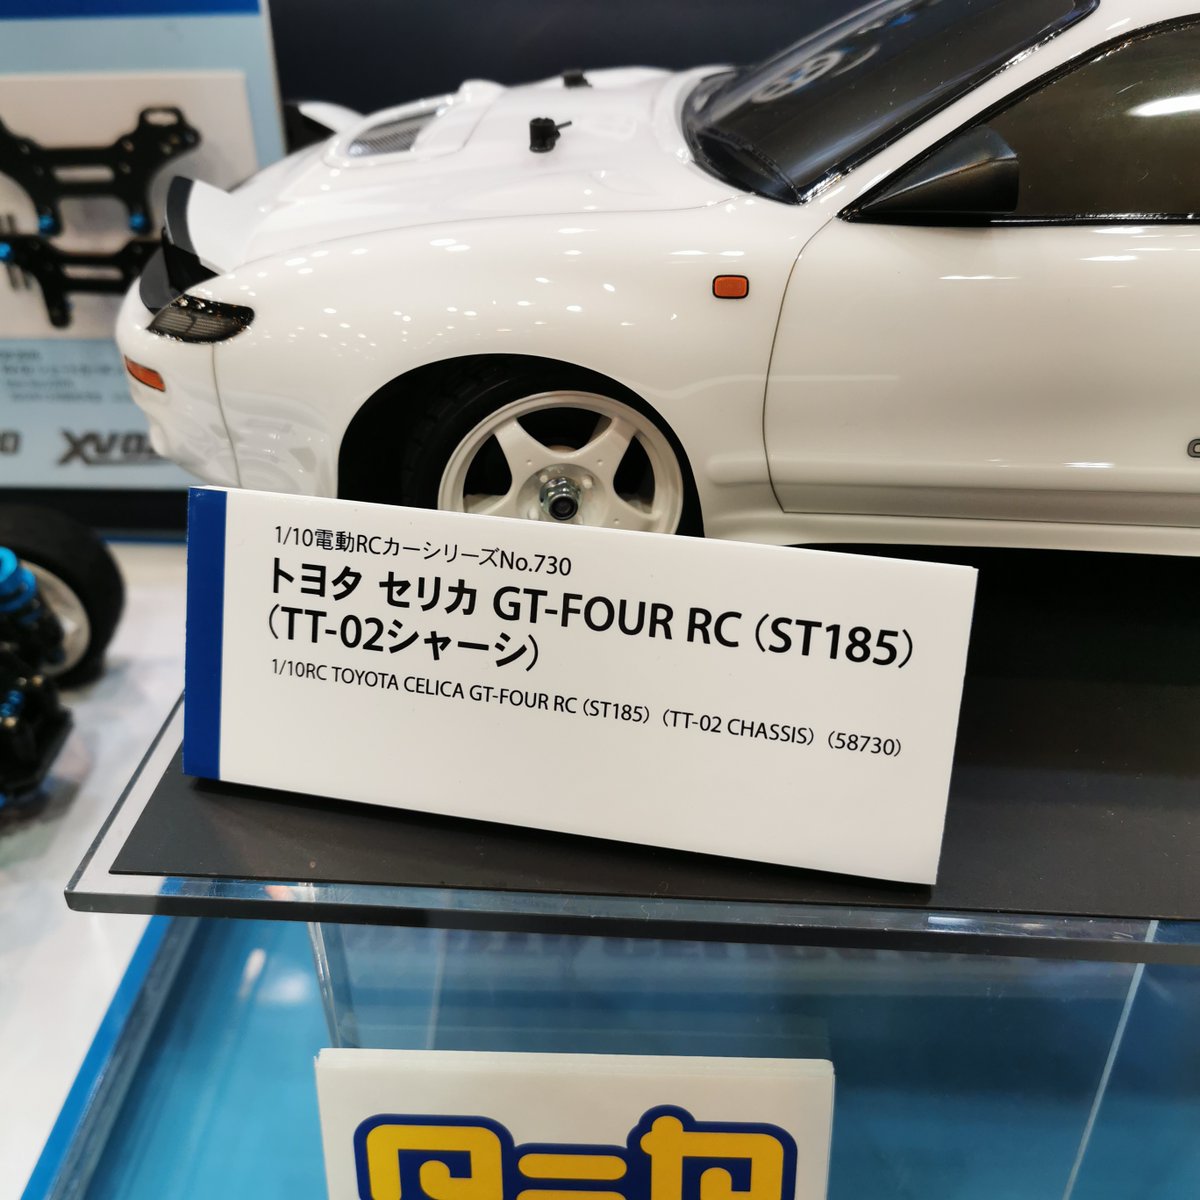 1/10電動RCカーシリーズNo.730
トヨタ セリカ GT-FOUR RC (ST185)
(TT-02シャーシ)
1/10RC TOYOTA CELICA GT-FOUR RC (ST185) (TT-02 CHASSIS) (58730)